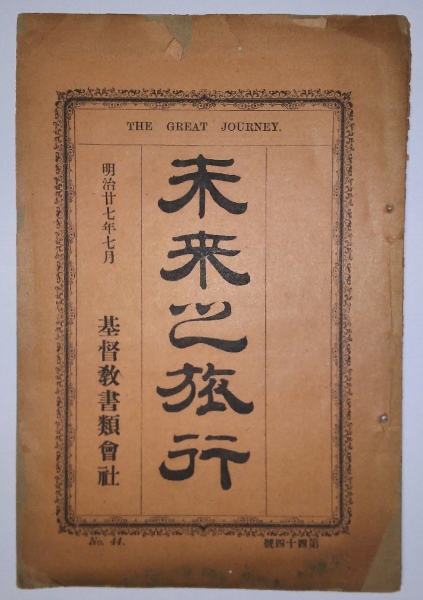 THE GREAT JOURNEY.
未来之旅行
明治廿七年七月
基督教書類會社
No. 44.
第四十四號